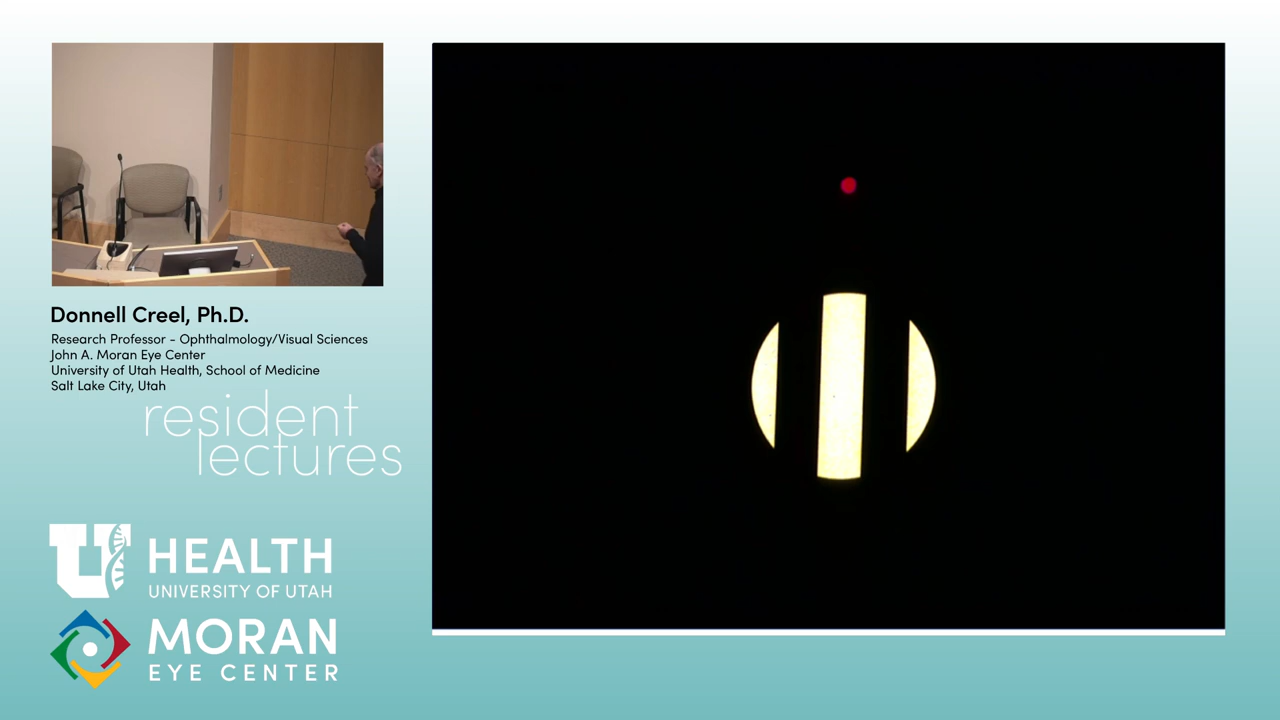 Donnell Creel, Ph.D.
Research Professor - Ophthalmology/Visual Sciences
John A. Moran Eye Center
University of Utah Health, School of Medicine
Salt Lake City, Utah
resident
lectures
U HEALTH
UNIVERSITY OF UTAH
MORAN
EYE CENTER